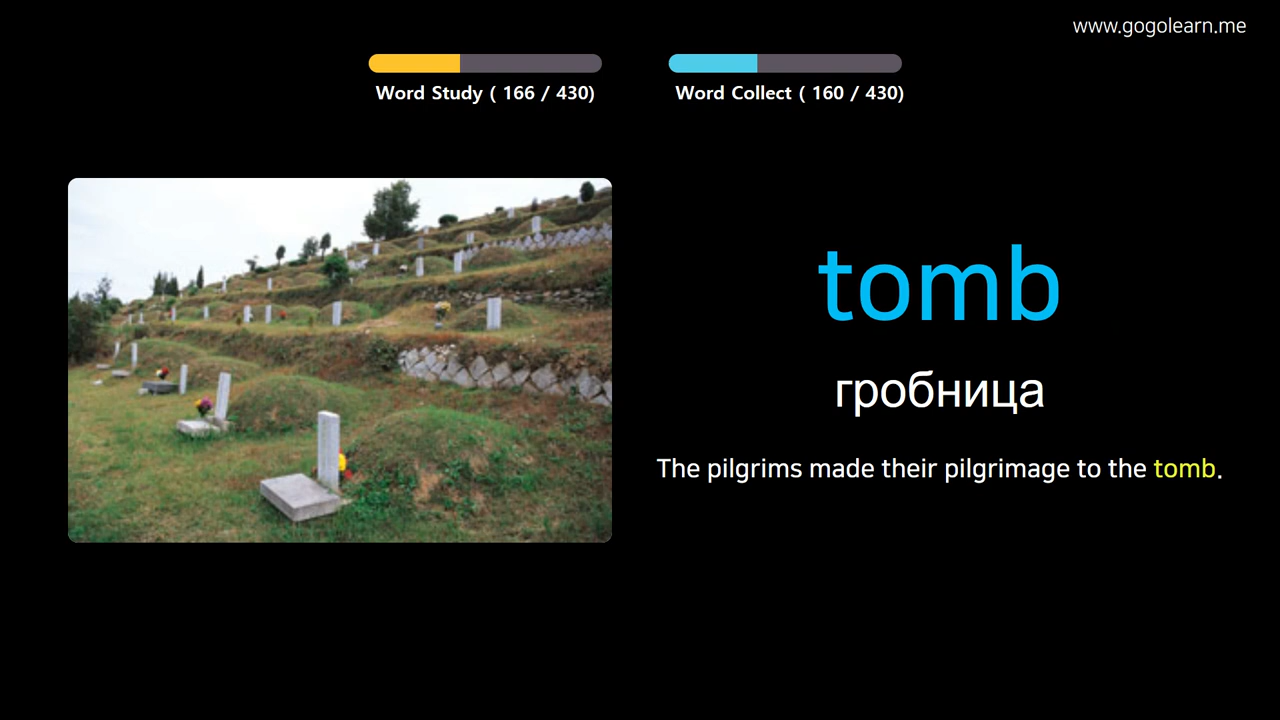 www.gogolearn.me
Word Study ( 166 / 430)
Word Collect ( 160 / 430)
tomb
гробница
The pilgrims made their pilgrimage to the tomb.